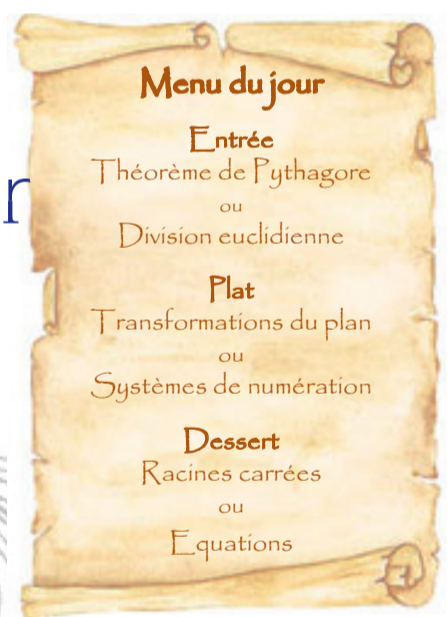 Menu du jour
Entrée
Théorème de Pythagore
ou
Division euclidienne
Plat
Transformations du plan
ou
Systèmes de numération
Dessert
Racines carrées
ou
Equations